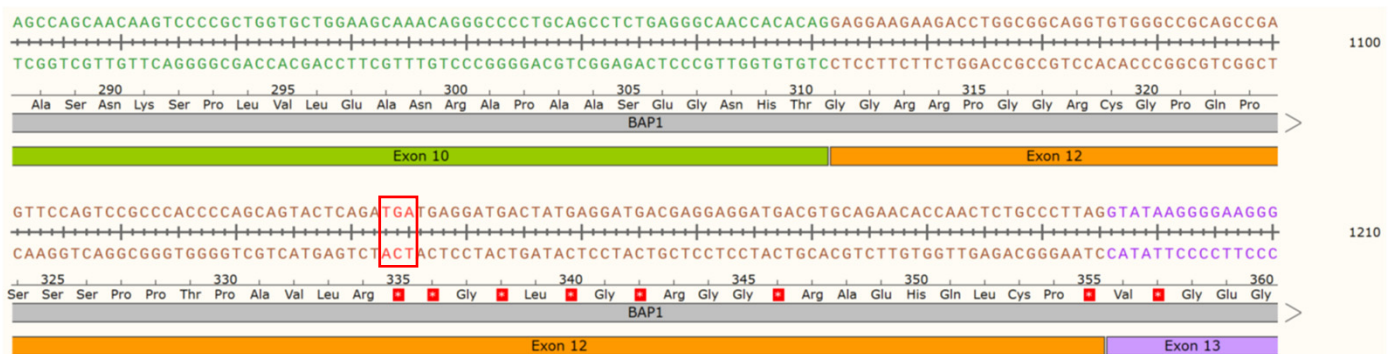 AGCCAGCAACAAGTCCCCGCTGGTGCTGGAAGCAAACAGGGCCCCTGCAGCCTCTGAGGGCAACCACACAGGAGGAAGAAGACCTGGCGGCAGGTGTGGGCCGCAGCCGA
1100
TCGGTCGTTGTTCAGGGGCGACCACGACCTTCGTTTGTCCCGGGGACGTCGGAGACTCCCGTTGGTGTGTCCTCCTTCTTCTGGACCGCCGTCCACACCCGGCGTCGGCT
290 295 300 305 310 315 320
Ala Ser Asn Lys Ser Pro Leu Val Leu Glu Ala Asn Arg Ala Pro Ala Ala Ser Glu Gly Asn His Thr Gly Gly Arg Arg Pro Gly Gly Arg Cys Gly Pro Gln Pro
BAP1
Exon 10 Exon 12
GTTCCAGTCCGCCCACCCCAGCAGTACTCAGATGATGAGGATGACTATGAGGATGACGAGGAGGATGACGTGCAGAACACCAACTCTGCCCTTAGGTATAAGGGGAAGGG
1210
CAAGGTCAGGCGGGTGGGGTCGTCATGAGTCTACTACTCCTACTGATACTCCTACTGCTCCTCCTACTGCACGTCTTGTGGTTGAGACGGGAATCCATATTCCCCTTCCC
325 330 335 340 345 350 355 360
Ser Ser Ser Pro Pro Thr Pro Ala Val Leu Arg * * Gly * Leu * Gly * Arg Gly Gly * Arg Ala Glu His Gln Leu Cys Pro * Val * Gly Glu Gly
BAP1
Exon 12 Exon 13